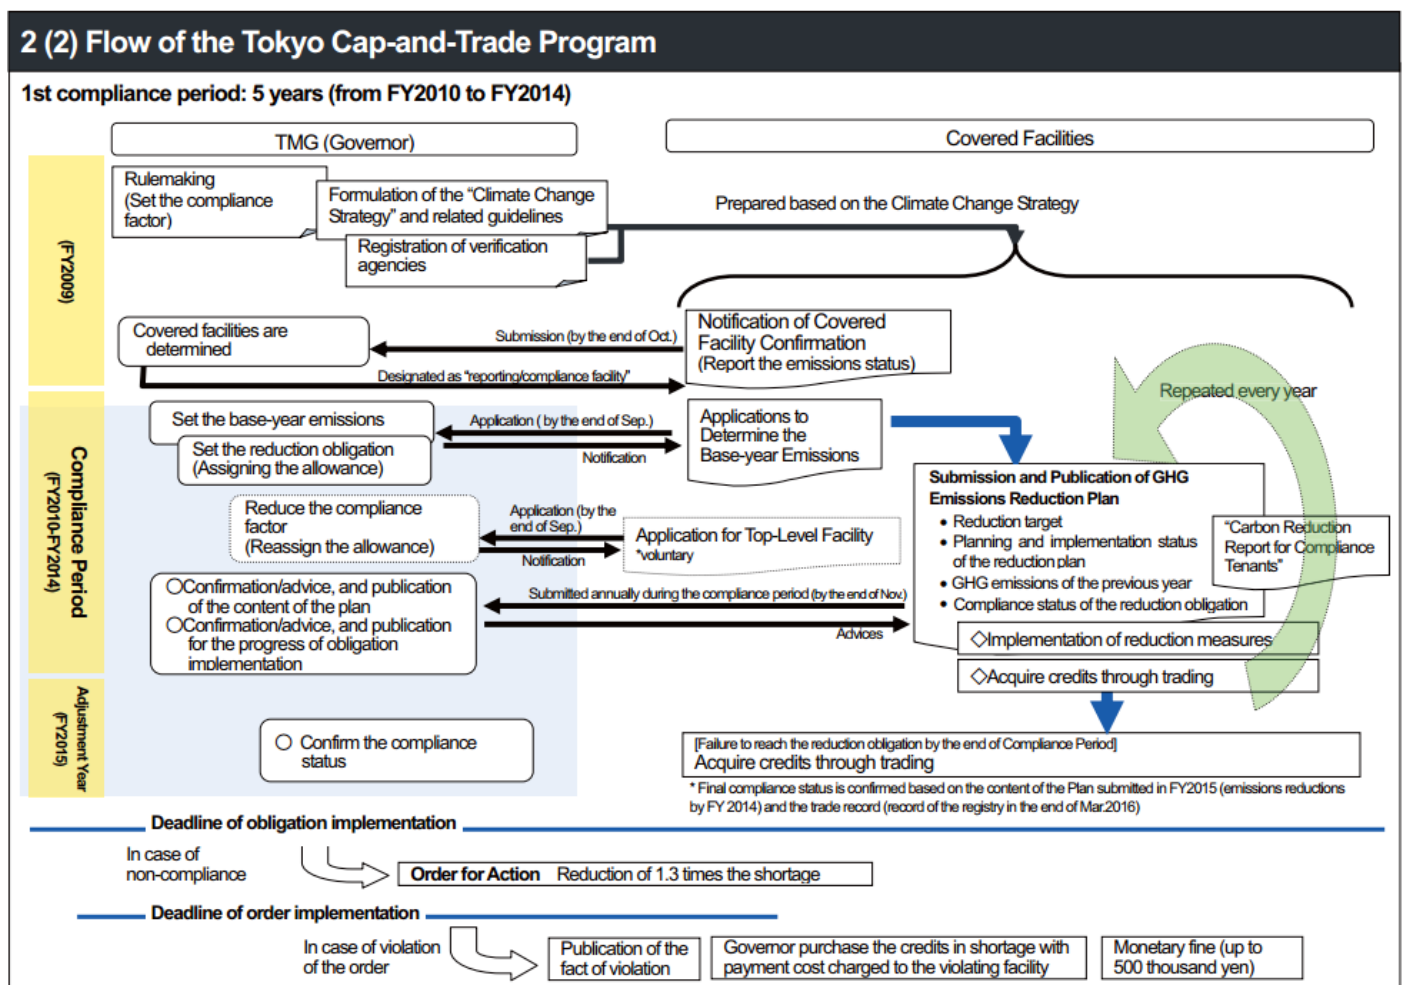 2 (2) Flow of the Tokyo Cap-and-Trade Program
1st compliance period: 5 years (from FY2010 to FY2014)
TMG (Governor)
Covered Facilities
(FY2009)
Rulemaking
(Set the compliance
factor)
Formulation of the “Climate Change
Strategy” and related guidelines
Registration of verification
agencies
Prepared based on the Climate Change Strategy
Covered facilities are
determined
Submission (by the end of Oct.)
Notification of Covered
Facility Confirmation
(Report the emissions status)
Designated as “reporting/compliance facility”
Repeated every year
Compliance Period
(FY2010-FY2014)
Set the base-year emissions
Set the reduction obligation
(Assigning the allowance)
Application ( by the end of Sep.)
Notification
Applications to
Determine the
Base-year Emissions
Reduce the compliance
factor
(Reassign the allowance)
Application (by the
end of Sep.)
Notification
Application for Top-Level Facility
*voluntary
Submission and Publication of GHG
Emissions Reduction Plan
• Reduction target
• Planning and implementation status
of the reduction plan
• GHG emissions of the previous year
• Compliance status of the reduction obligation
“Carbon Reduction
Report for Compliance
Tenants”
○Confirmation/advice, and publication
of the content of the plan
○Confirmation/advice, and publication
for the progress of obligation
implementation
Submitted annually during the compliance period (by the end of Nov.)
Advices
◇Implementation of reduction measures
◇Acquire credits through trading
Adjustment Year
(FY2015)
○ Confirm the compliance
status
[Failure to reach the reduction obligation by the end of Compliance Period]
Acquire credits through trading
* Final compliance status is confirmed based on the content of the Plan submitted in FY2015 (emissions reductions
by FY 2014) and the trade record (record of the registry in the end of Mar.2016)
Deadline of obligation implementation
In case of
non-compliance
Order for Action Reduction of 1.3 times the shortage
Deadline of order implementation
In case of violation
of the order
Publication of the
fact of violation
Governor purchase the credits in shortage with
payment cost charged to the violating facility
Monetary fine (up to
500 thousand yen)